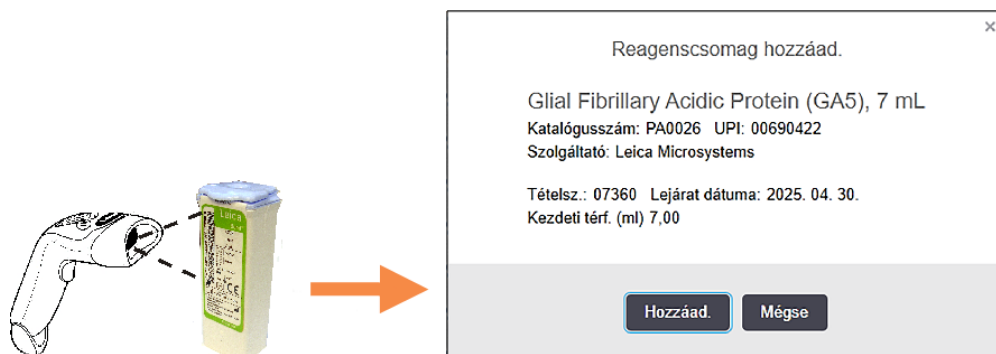 ×
Reagenscsomag hozzáad.
Glial Fibrillary Acidic Protein (GA5), 7 mL
Katalógusszám: PA0026 UPI: 00690422
Szolgáltató: Leica Microsystems
Tételsz.: 07360 Lejárat dátuma: 2025. 04. 30.
Kezdeti térf. (ml) 7,00
Hozzáad. Mégse
Leica